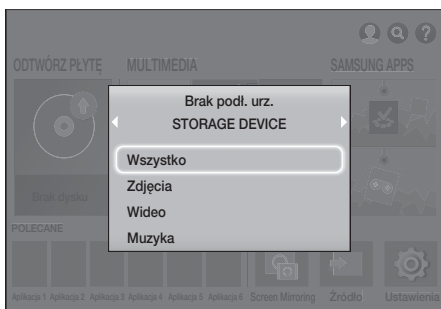 ODTWÓRZ PŁYTĘ MULTIMEDIA SAMSUNG APPS
Brak podł. urz.
STORAGE DEVICE
Wszystko
Zdjęcia
Wideo
Muzyka
Brak dysku
POLECANE
Aplikacja 1 Aplikacja 2 Aplikacja 3 Aplikacja 4 Aplikacja 5 Aplikacja 6 Screen Mirroring Źródło Ustawienia